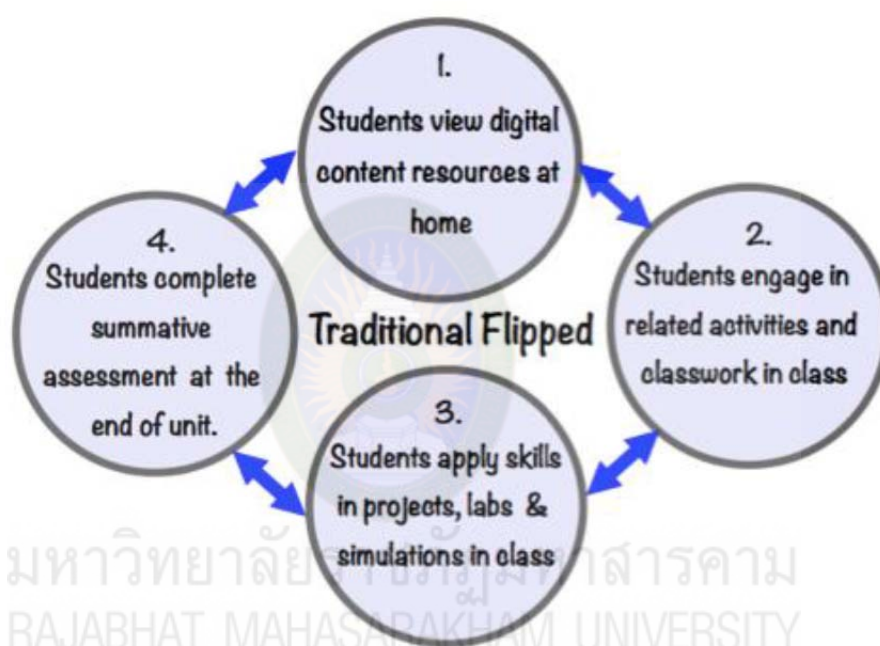 1.
Students view digital
content resources at
home
2.
Students engage in
related activities and
classwork in class
Traditional Flipped
3.
Students apply skills
in projects, labs &
simulations in class
4.
Students complete
summative
assessment at the
end of unit.
มหาวิทยาลัยราชภัฏมหาสารคาม
RAJABHAT MAHASARAKHAM UNIVERSITY